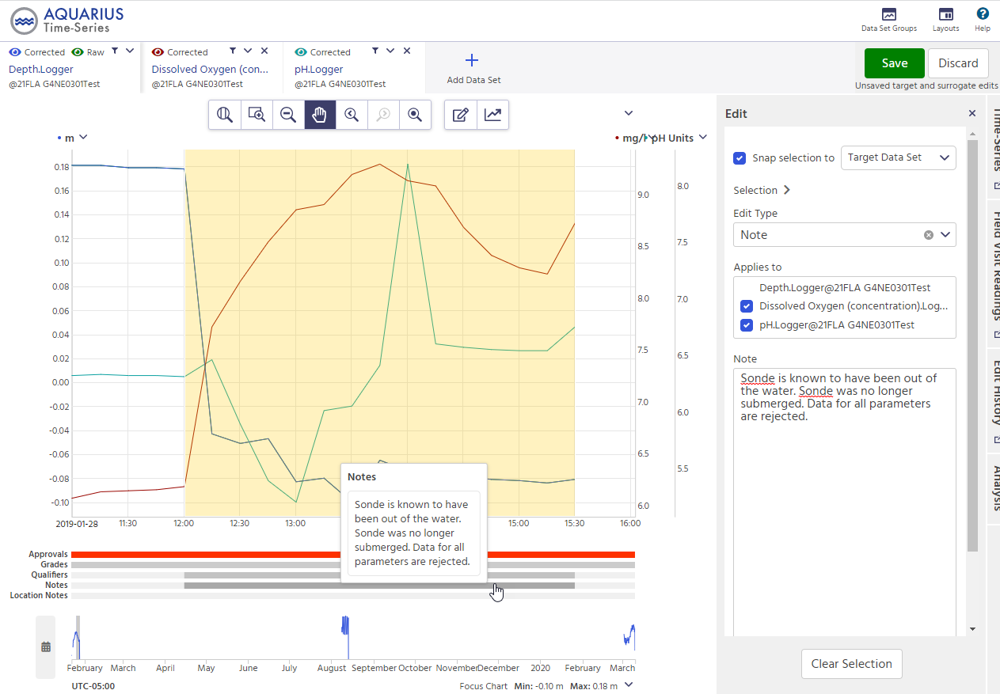 AQUARIUS
Time-Series
Data Set Groups
Layouts
Help
Corrected
Raw
Depth.Logger
@21FLA G4NE0301Test
Corrected
Dissolved Oxygen (con...
@21FLA G4NE0301Test
Corrected
pH.Logger
@21FLA G4NE0301Test
Add Data Set
Save
Discard
Unsaved target and surrogate edits
m
mg/l
pH Units
0.18
0.16
0.14
0.12
0.10
0.08
0.06
0.04
0.02
0.00
-0.02
-0.04
-0.06
-0.08
-0.10
9.0
8.5
8.0
7.5
7.0
6.5
6.0
8.0
7.5
7.0
6.5
6.0
5.5
2019-01-28
11:30
12:00
12:30
13:00
15:00
15:30
16:00
Notes
Sonde is known to have
been out of the water.
Sonde was no longer
submerged. Data for all
parameters are rejected.
Approvals
Grades
Qualifiers
Notes
Location Notes
February
March
April
May
June
July
August
September
October
November
December
2020
February
March
UTC-05:00
Focus Chart Min: -0.10 m Max: 0.18 m
Edit
Snap selection to
Target Data Set
Selection
Edit Type
Note
Applies to
Depth.Logger@21FLA G4NE0301Test
Dissolved Oxygen (concentration).Log...
pH.Logger@21FLA G4NE0301Test
Note
Sonde is known to have been out of
the water. Sonde was no longer
submerged. Data for all parameters
are rejected.
Clear Selection
Time-Series
Field Visit Readings
Edit History
Analysis